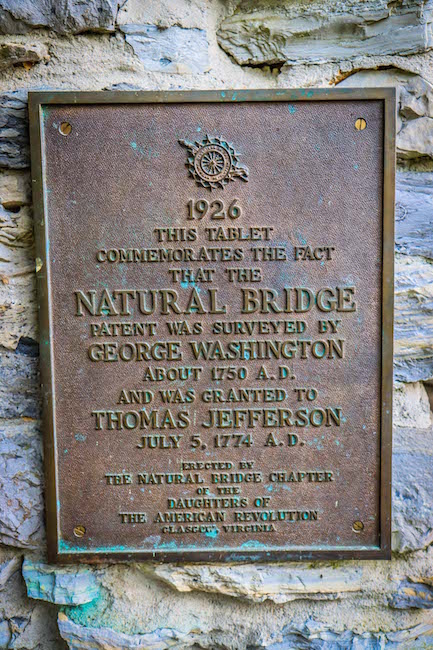 1926
THIS TABLET
COMMEMORATES THE FACT
THAT THE
NATURAL BRIDGE
PATENT WAS SURVEYED BY
GEORGE WASHINGTON
ABOUT 1750 A.D.
AND WAS GRANTED TO
THOMAS JEFFERSON
JULY 5, 1774 A.D.
ERECTED BY
THE NATURAL BRIDGE CHAPTER
OF THE
DAUGHTERS OF
THE AMERICAN REVOLUTION
GLASGOW, VIRGINIA